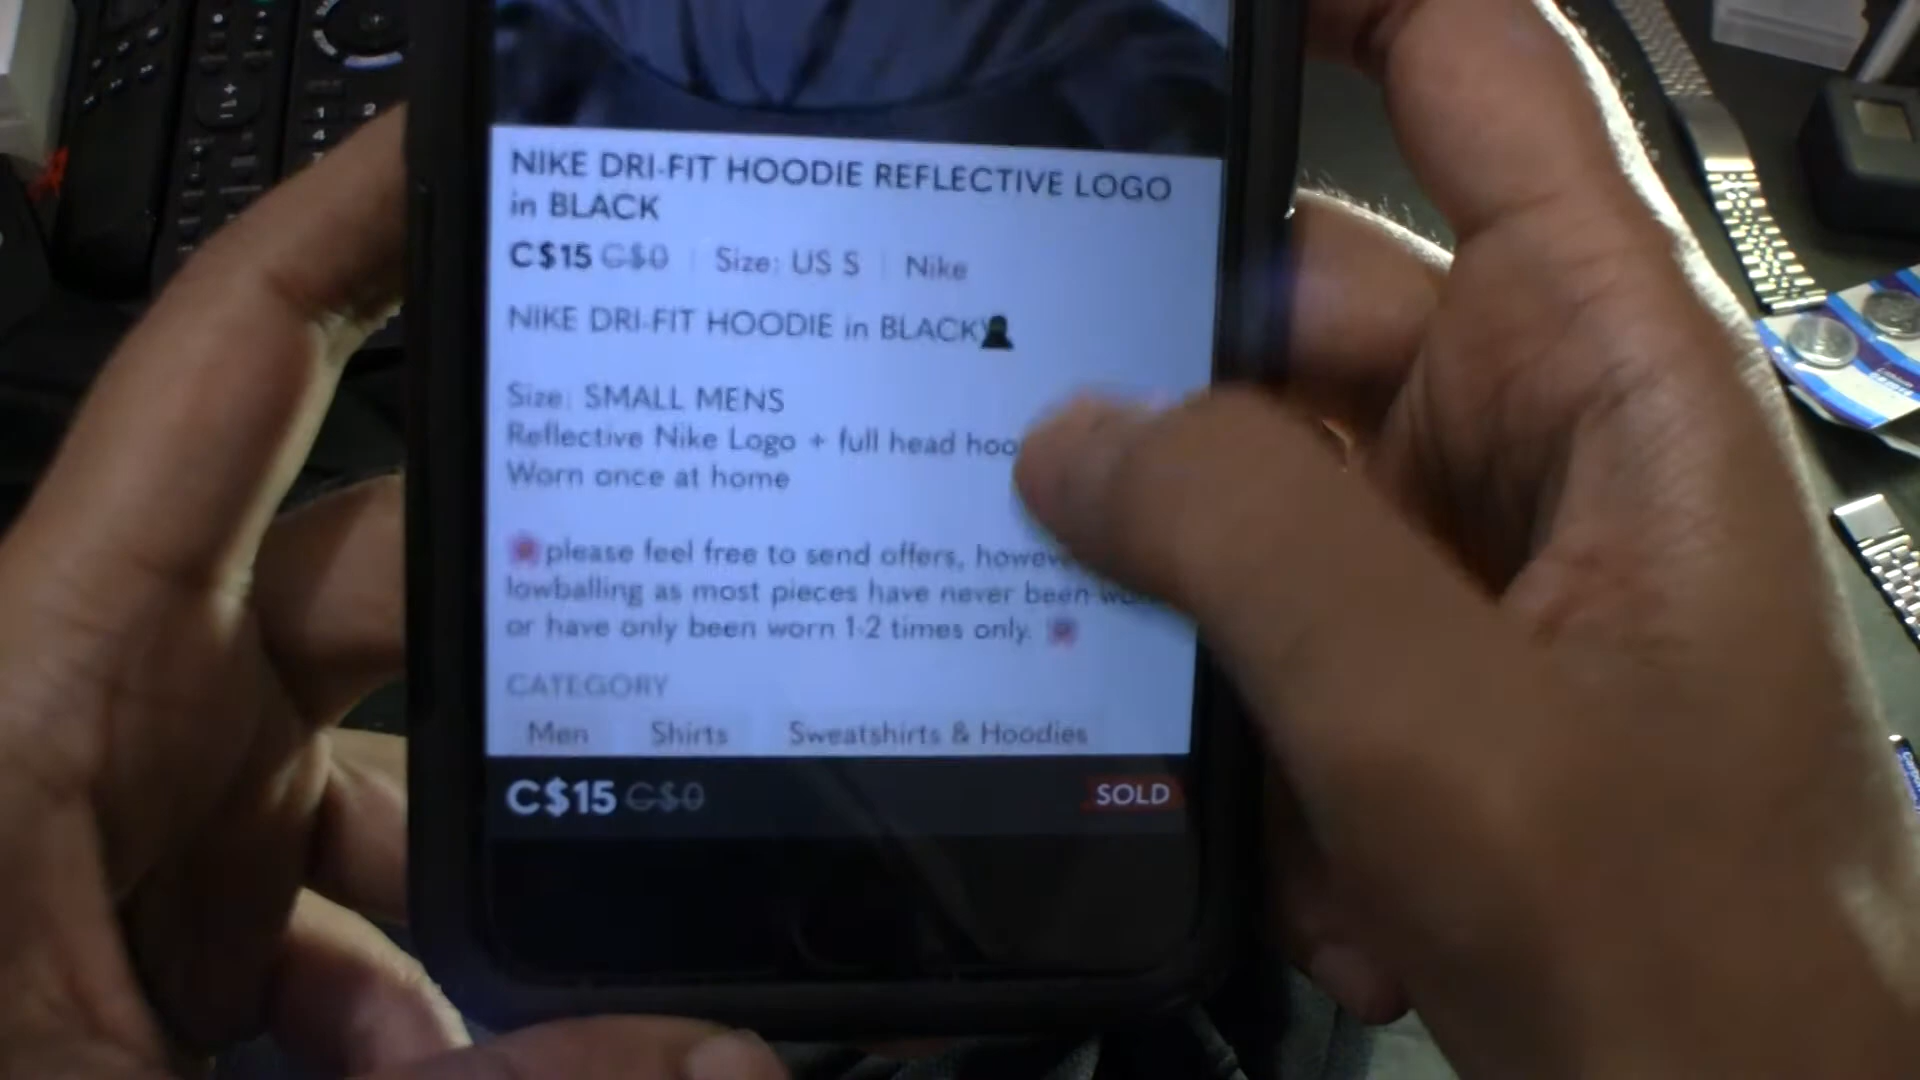 NIKE DRI-FIT HOODIE REFLECTIVE LOGO
in BLACK
C$15 C$0 | Size: US S | Nike
NIKE DRI-FIT HOODIE in BLACK
Size: SMALL MENS
Reflective Nike Logo + full head
Worn once at home
please feel free to send offers,
lowballing as most pieces have never been
or have only been worn 1-2 times only.
CATEGORY
Men Shirts Sweatshirts & Hoodies
C$15 C$0 SOLD
1 2
4